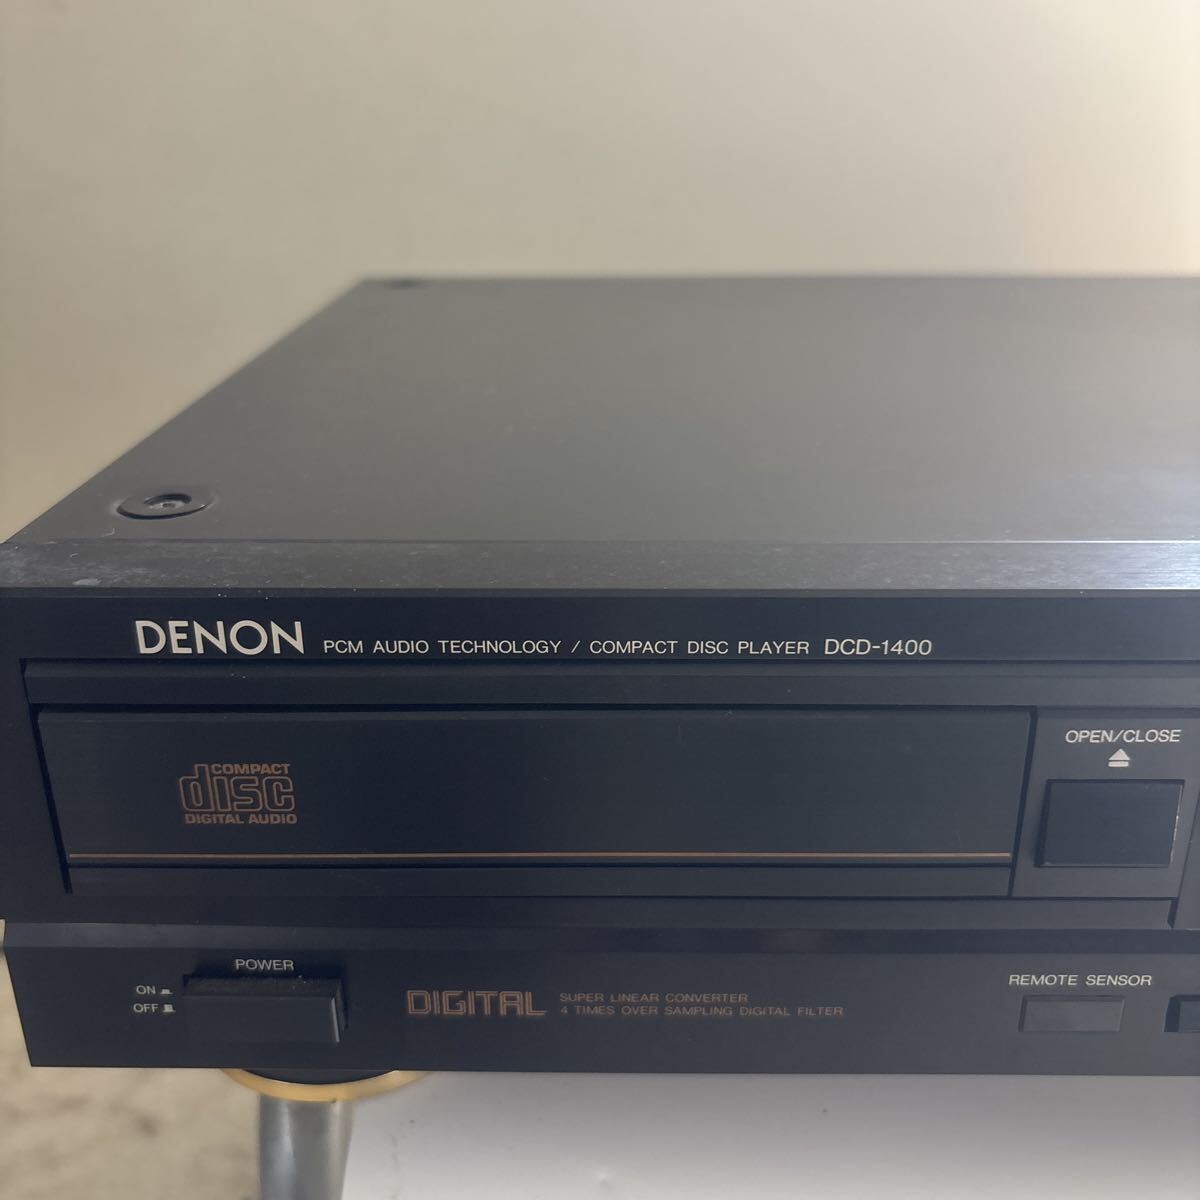 DENON PCM AUDIO TECHNOLOGY / COMPACT DISC PLAYER DCD-1400
OPEN/CLOSE
COMPACT
disc
DIGITAL AUDIO
POWER
ON
OFF
DIGITAL
SUPER LINEAR CONVERTER
4 TIMES OVER SAMPLING DIGITAL FILTER
REMOTE SENSOR